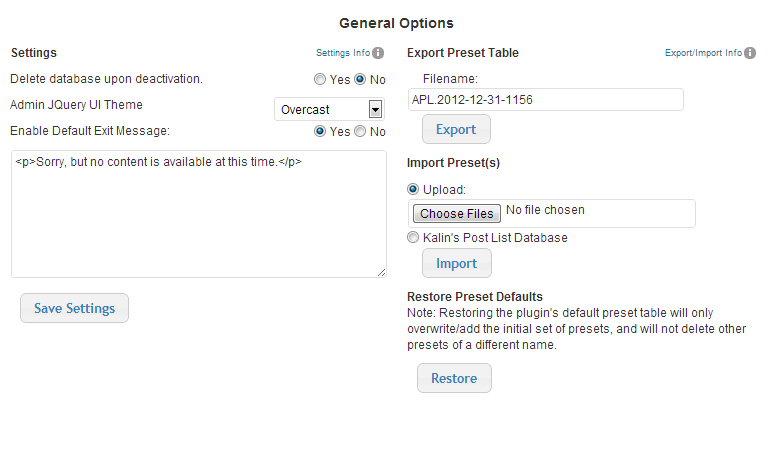 General Options
Settings
Settings Info
Delete database upon deactivation.
Yes No
Admin JQuery UI Theme
Overcast
Enable Default Exit Message:
Yes No
<p>Sorry, but no content is available at this time.</p>
Save Settings
Export Preset Table
Export/Import Info
Filename:
APL.2012-12-31-1156
Export
Import Preset(s)
Upload:
Choose Files No file chosen
Kalin's Post List Database
Import
Restore Preset Defaults
Note: Restoring the plugin's default preset table will only
overwrite/add the initial set of presets, and will not delete other
presets of a different name.
Restore